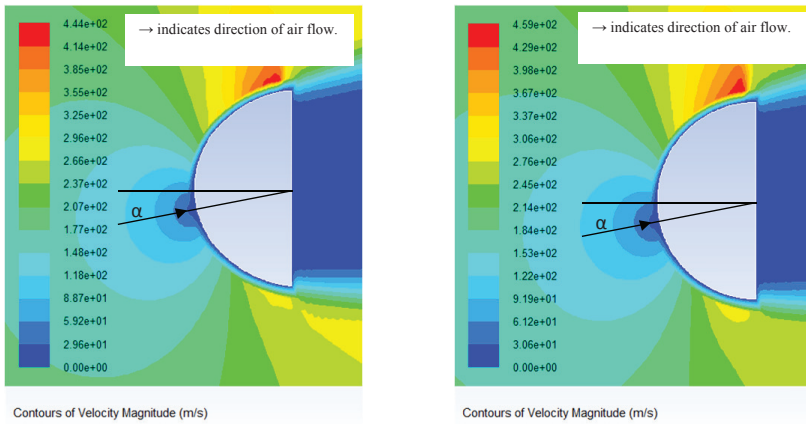 → indicates direction of air flow.
4.44e+02
4.14e+02
3.85e+02
3.55e+02
3.25e+02
2.96e+02
2.66e+02
2.37e+02
2.07e+02
1.77e+02
1.48e+02
1.18e+02
8.87e+01
5.92e+01
2.96e+01
0.00e+00
α
Contours of Velocity Magnitude (m/s)
→ indicates direction of air flow.
4.59e+02
4.29e+02
3.98e+02
3.67e+02
3.37e+02
3.06e+02
2.76e+02
2.45e+02
2.14e+02
1.84e+02
1.53e+02
1.22e+02
9.19e+01
6.12e+01
3.06e+01
0.00e+00
α
Contours of Velocity Magnitude (m/s)